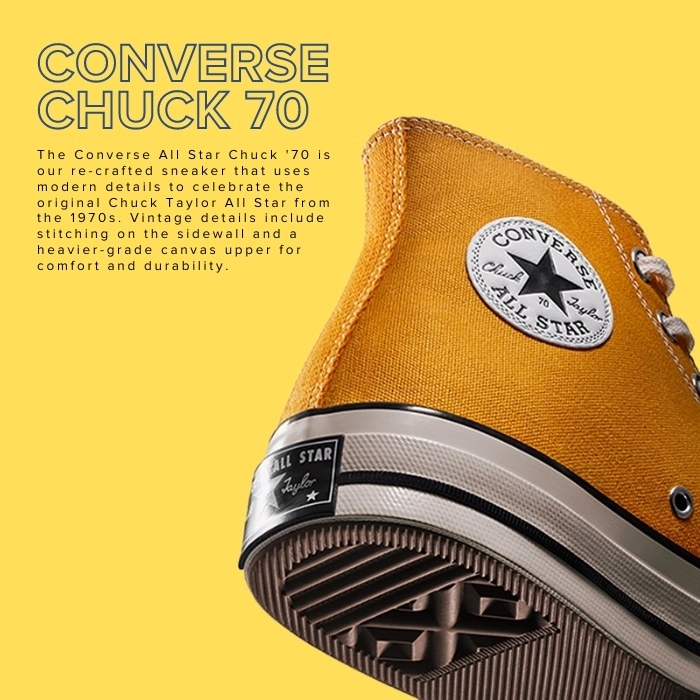 CONVERSE
CHUCK 70
The Converse All Star Chuck '70 is
our re-crafted sneaker that uses
modern details to celebrate the
original Chuck Taylor All Star from
the 1970s. Vintage details include
stitching on the sidewall and a
heavier-grade canvas upper for
comfort and durability.
CONVERSE
Chuck 70 Taylor
ALL STAR
ALL STAR
Taylor